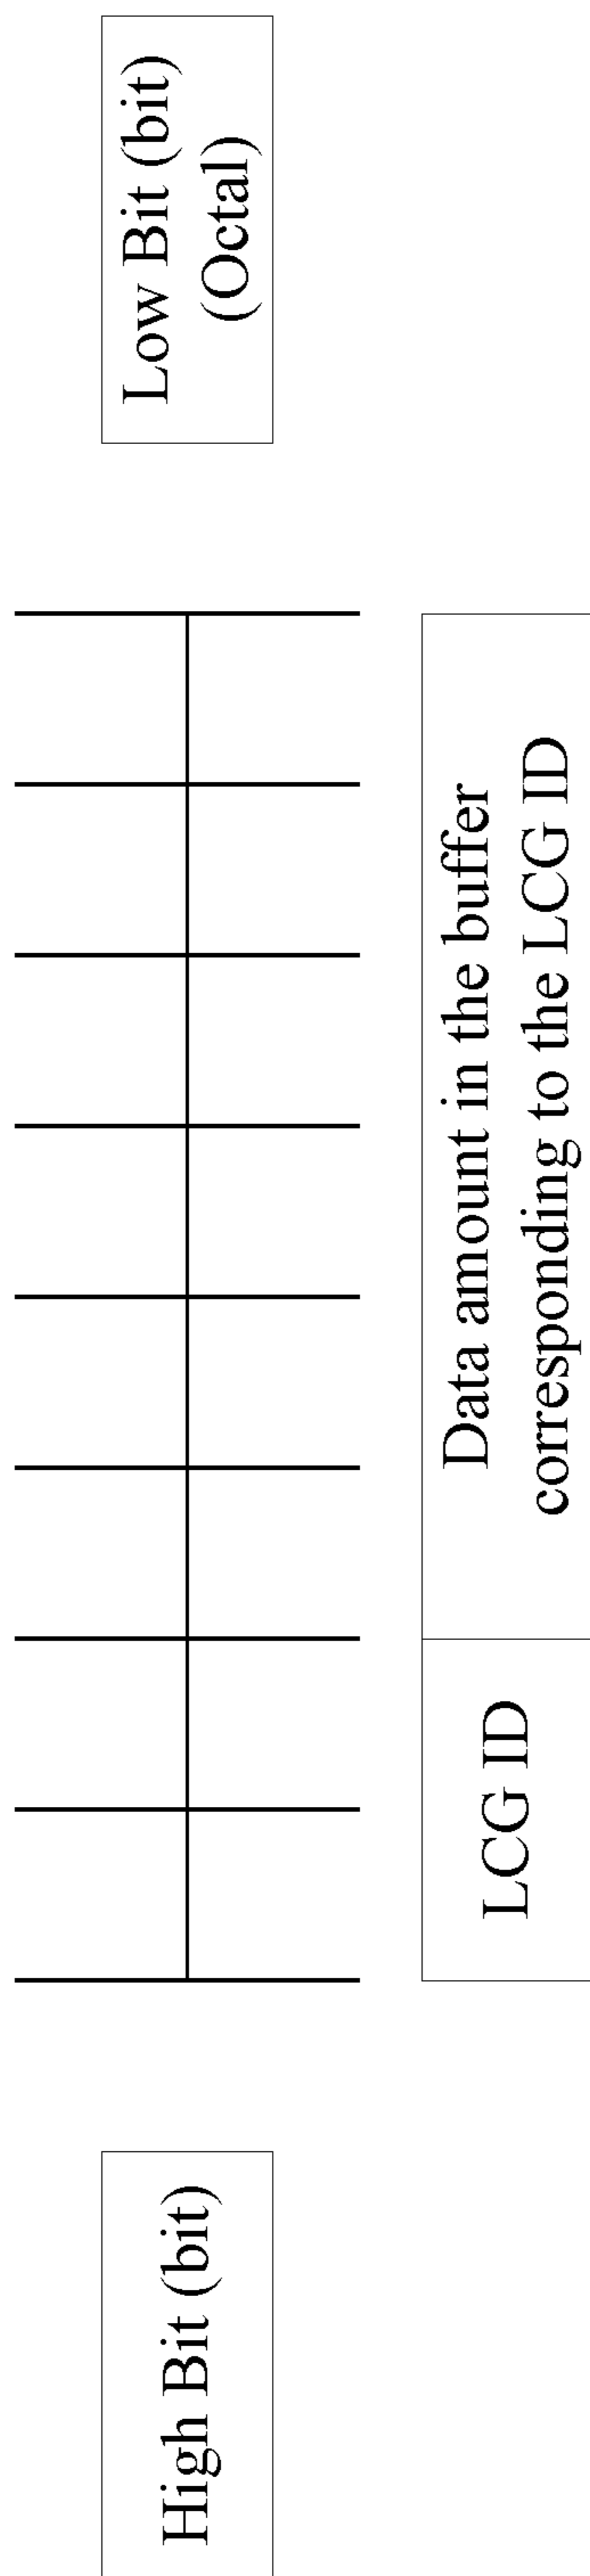 High Bit (bit)
Low Bit (bit)
(Octal)
LCG ID
Data amount in the buffer
corresponding to the LCG ID